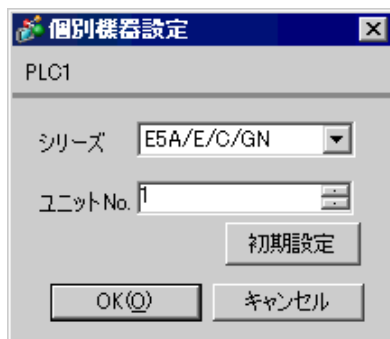 個別機器設定
PLC1
シリーズ E5A/E/C/GN
ユニットNo. 1
初期設定
OK(O) キャンセル